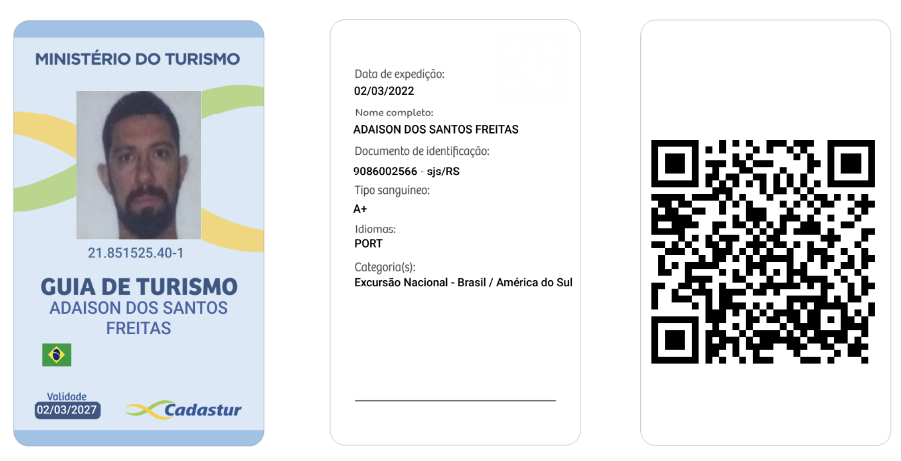 MINISTÉRIO DO TURISMO
21.851525.40-1
GUIA DE TURISMO
ADAISON DOS SANTOS
FREITAS
Validade
02/03/2027
Cadastur
Data de expedição:
02/03/2022
Nome completo:
ADAISON DOS SANTOS FREITAS
Documento de identificação:
9086002566 - sjs/RS
Tipo sanguineo:
A+
Idiomas:
PORT
Categoria(s):
Excursão Nacional - Brasil / América do Sul